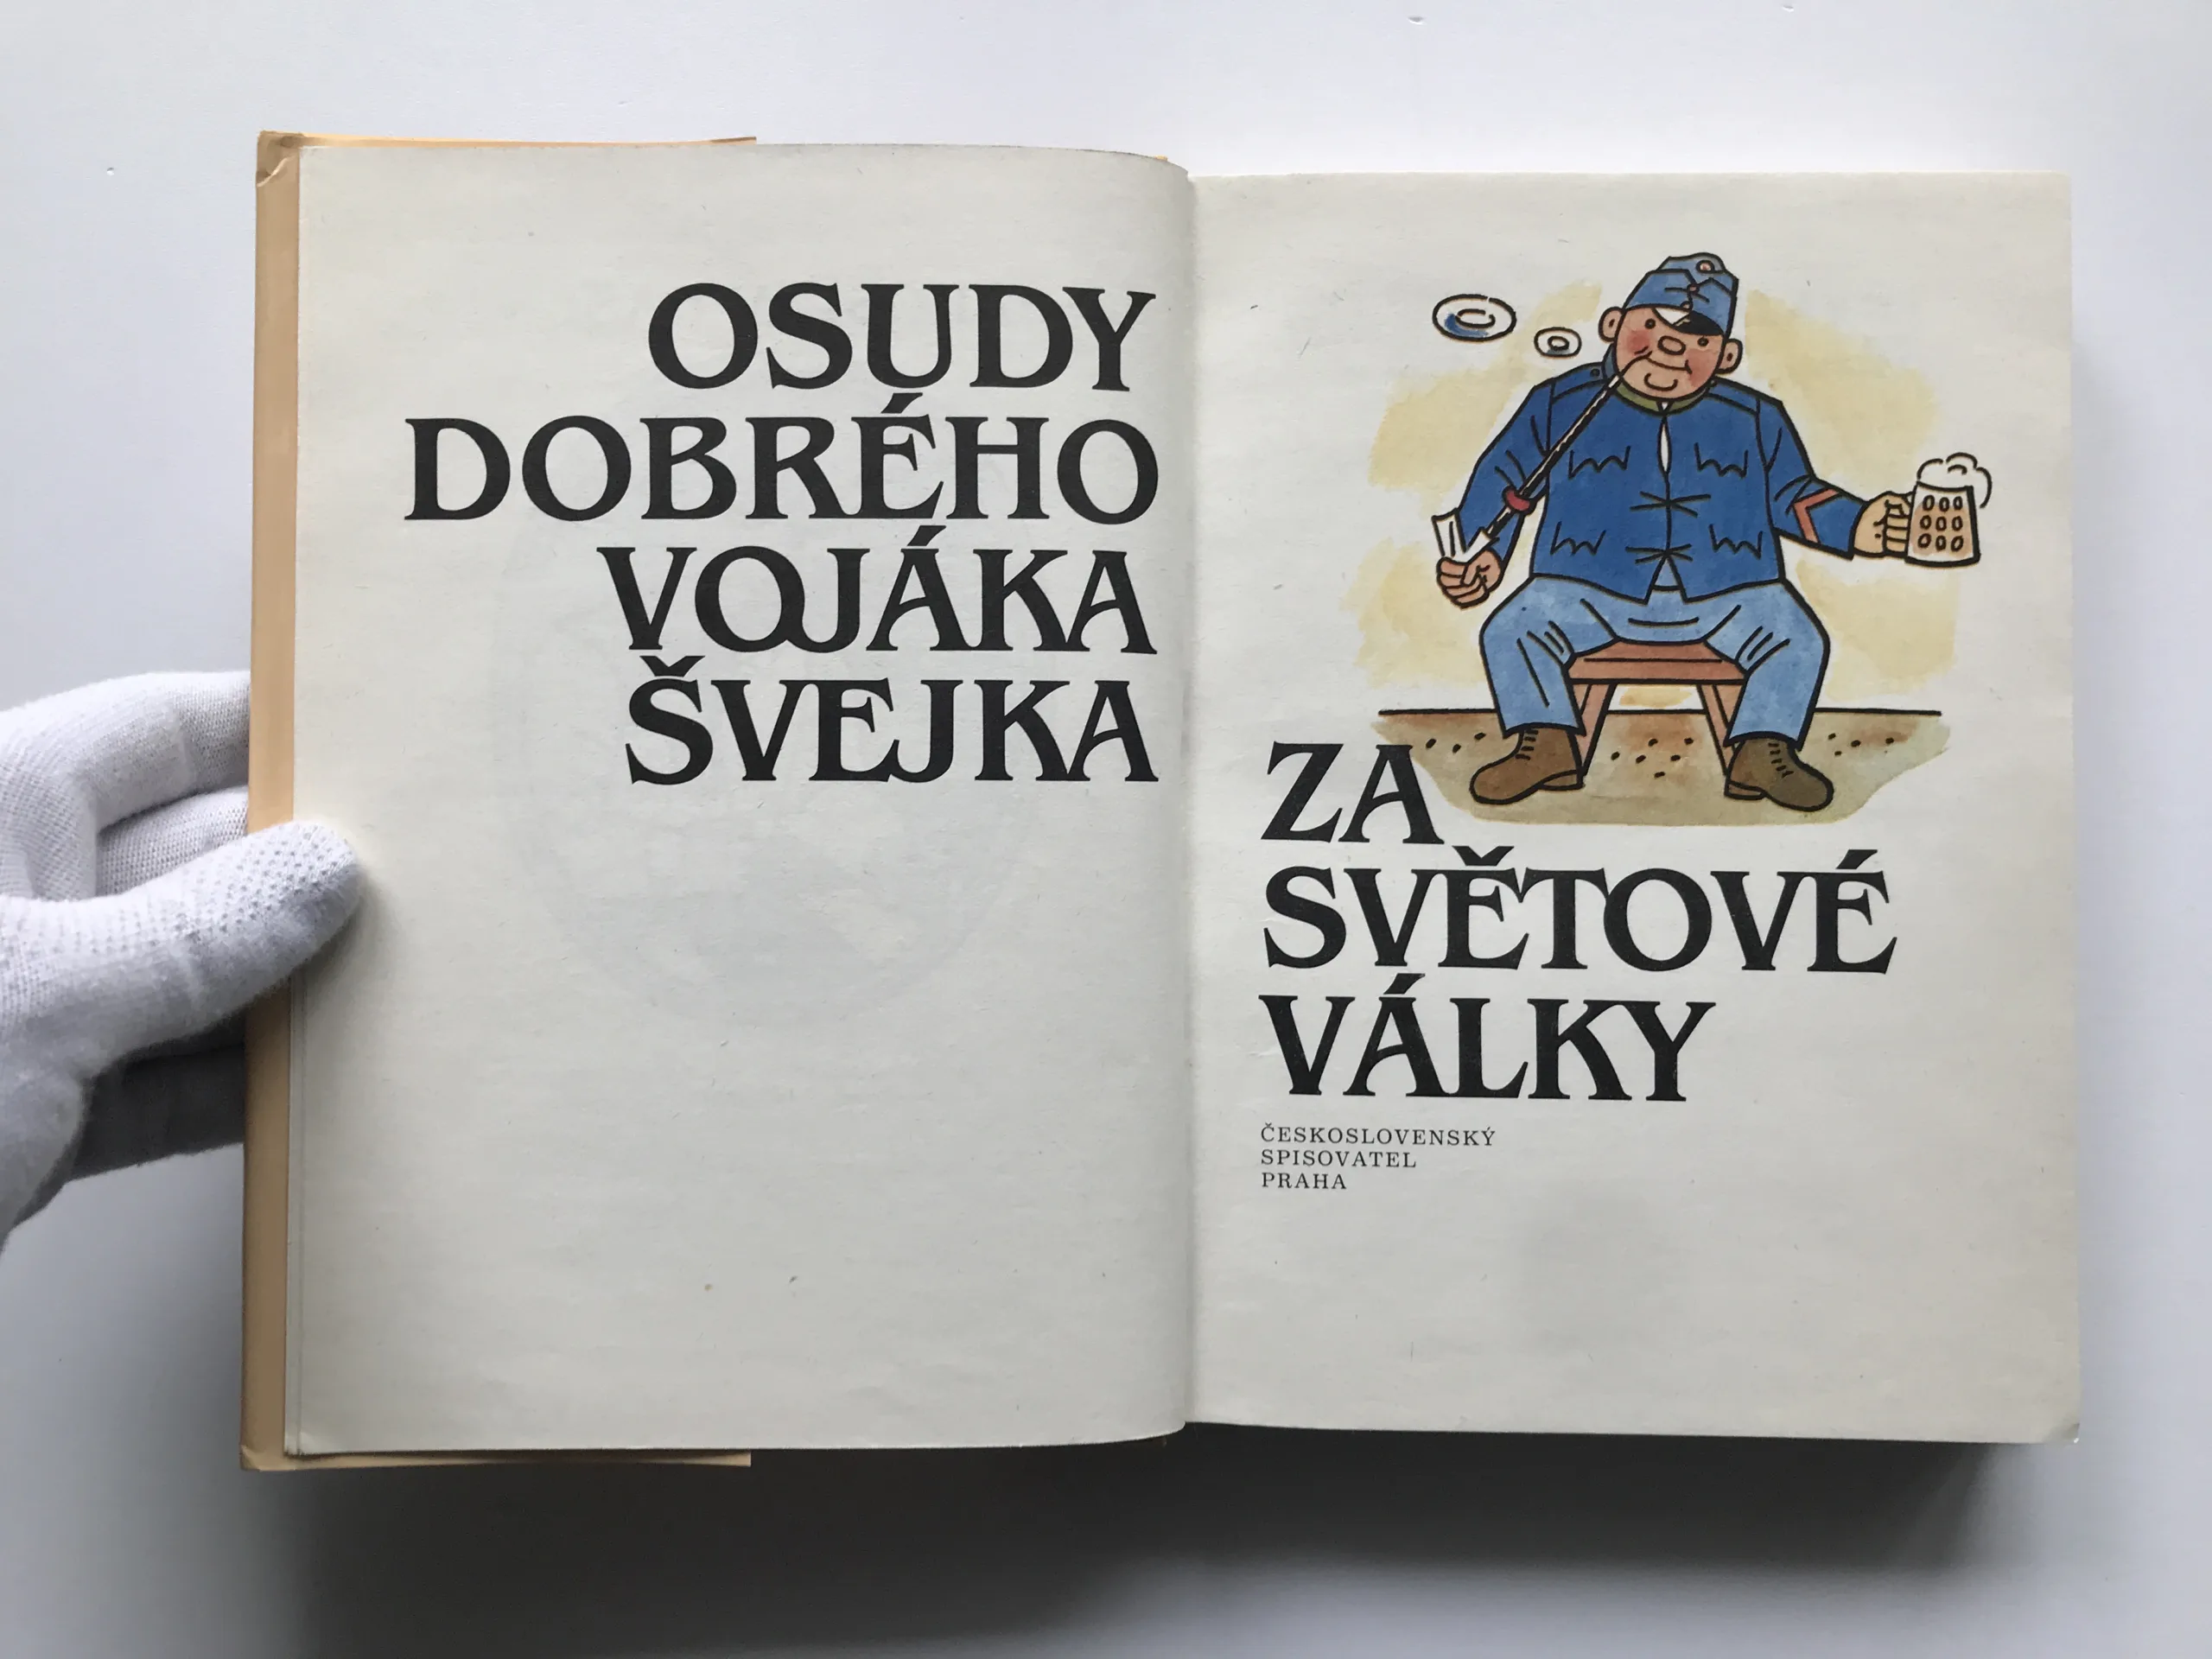 OSUDY
DOBRÉHO
VOJÁKA
ŠVEJKA
ZA
SVĚTOVÉ
VÁLKY
ČESKOSLOVENSKÝ
SPISOVATEL
PRAHA